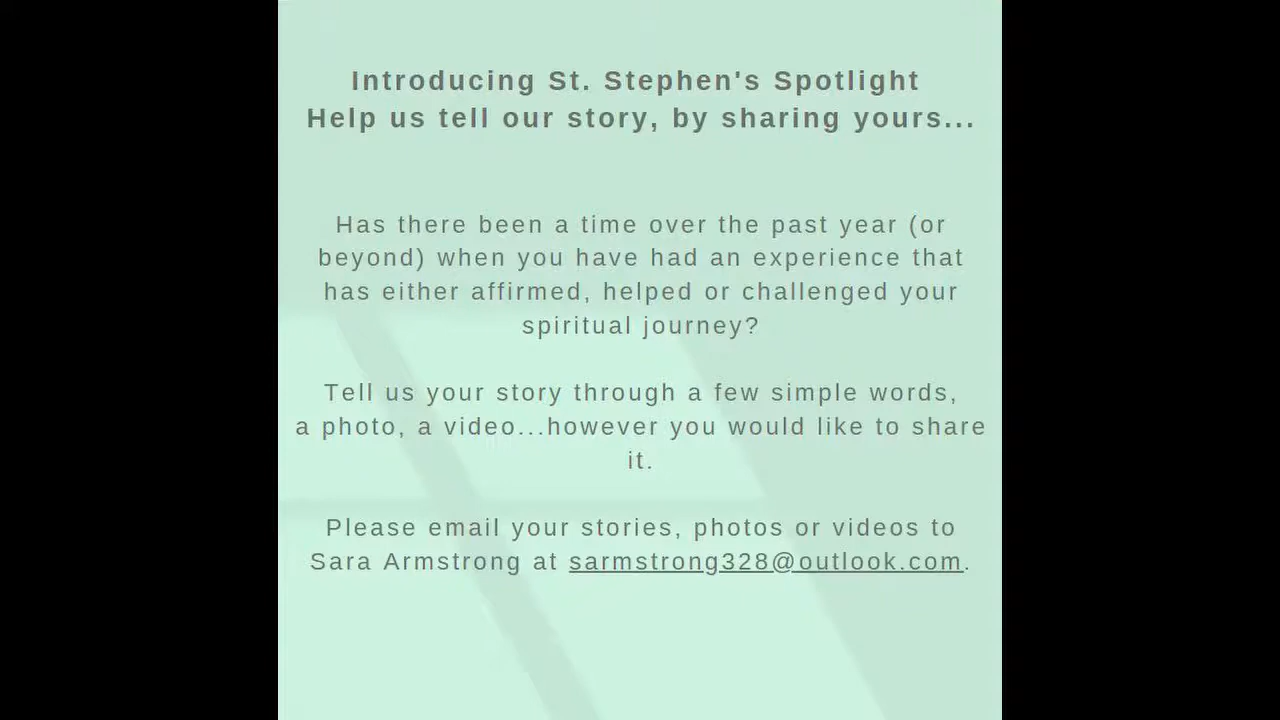 Introducing St. Stephen's Spotlight
Help us tell our story, by sharing yours...
Has there been a time over the past year (or
beyond) when you have had an experience that
has either affirmed, helped or challenged your
spiritual journey?
Tell us your story through a few simple words,
a photo, a video...however you would like to share
it.
Please email your stories, photos or videos to
Sara Armstrong at sarmstrong328@outlook.com.